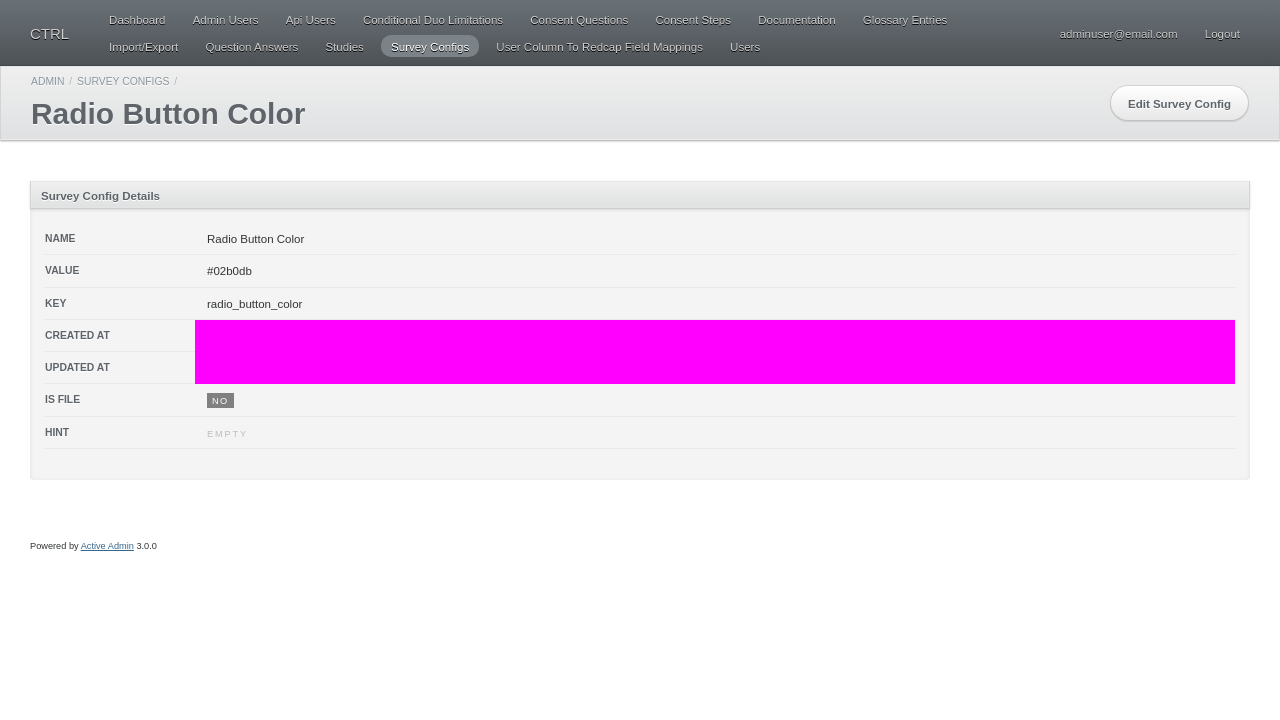 CTRL
Dashboard Admin Users Api Users Conditional Duo Limitations Consent Questions Consent Steps Documentation Glossary Entries
Import/Export Question Answers Studies Survey Configs User Column To Redcap Field Mappings Users
adminuser@email.com Logout
ADMIN / SURVEY CONFIGS /
Radio Button Color
Edit Survey Config
Survey Config Details
NAME Radio Button Color
VALUE #02b0db
KEY radio_button_color
CREATED AT
UPDATED AT
IS FILE NO
HINT EMPTY
Powered by Active Admin 3.0.0